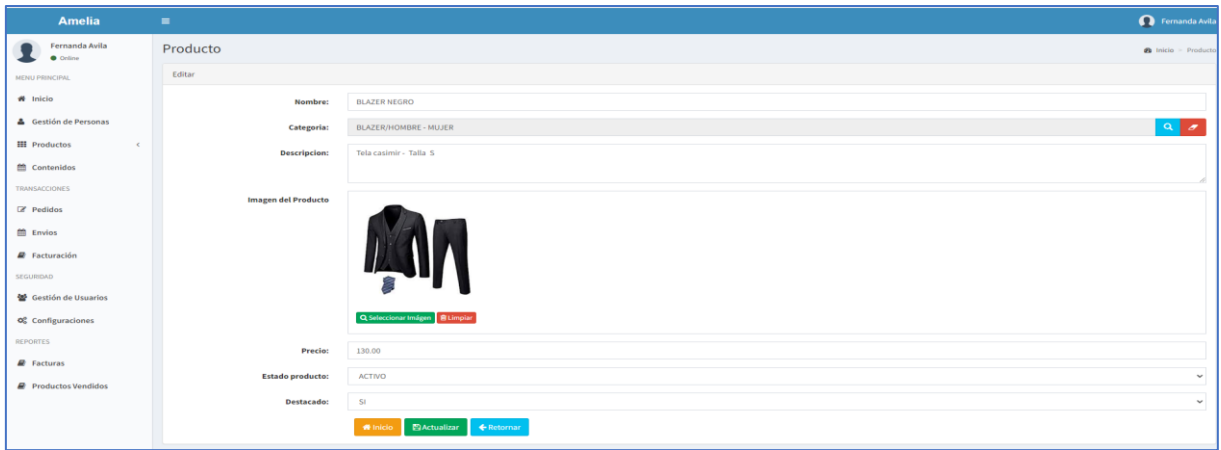 Amelia
Fernanda Avila
Fernanda Avila
Online
MENU PRINCIPAL
Inicio
Gestión de Personas
Productos
Contenidos
TRANSACCIONES
Pedidos
Envios
Facturación
SEGURIDAD
Gestión de Usuarios
Configuraciones
REPORTES
Facturas
Productos Vendidos
Producto
Inicio - Producto
Editar
Nombre: BLAZER NEGRO
Categoria: BLAZER/HOMBRE - MUJER
Descripcion: Tela casimir - Talla S
Imagen del Producto
Seleccionar Imágen Limpiar
Precio: 130.00
Estado producto: ACTIVO
Destacado: SI
Inicio Actualizar Retornar